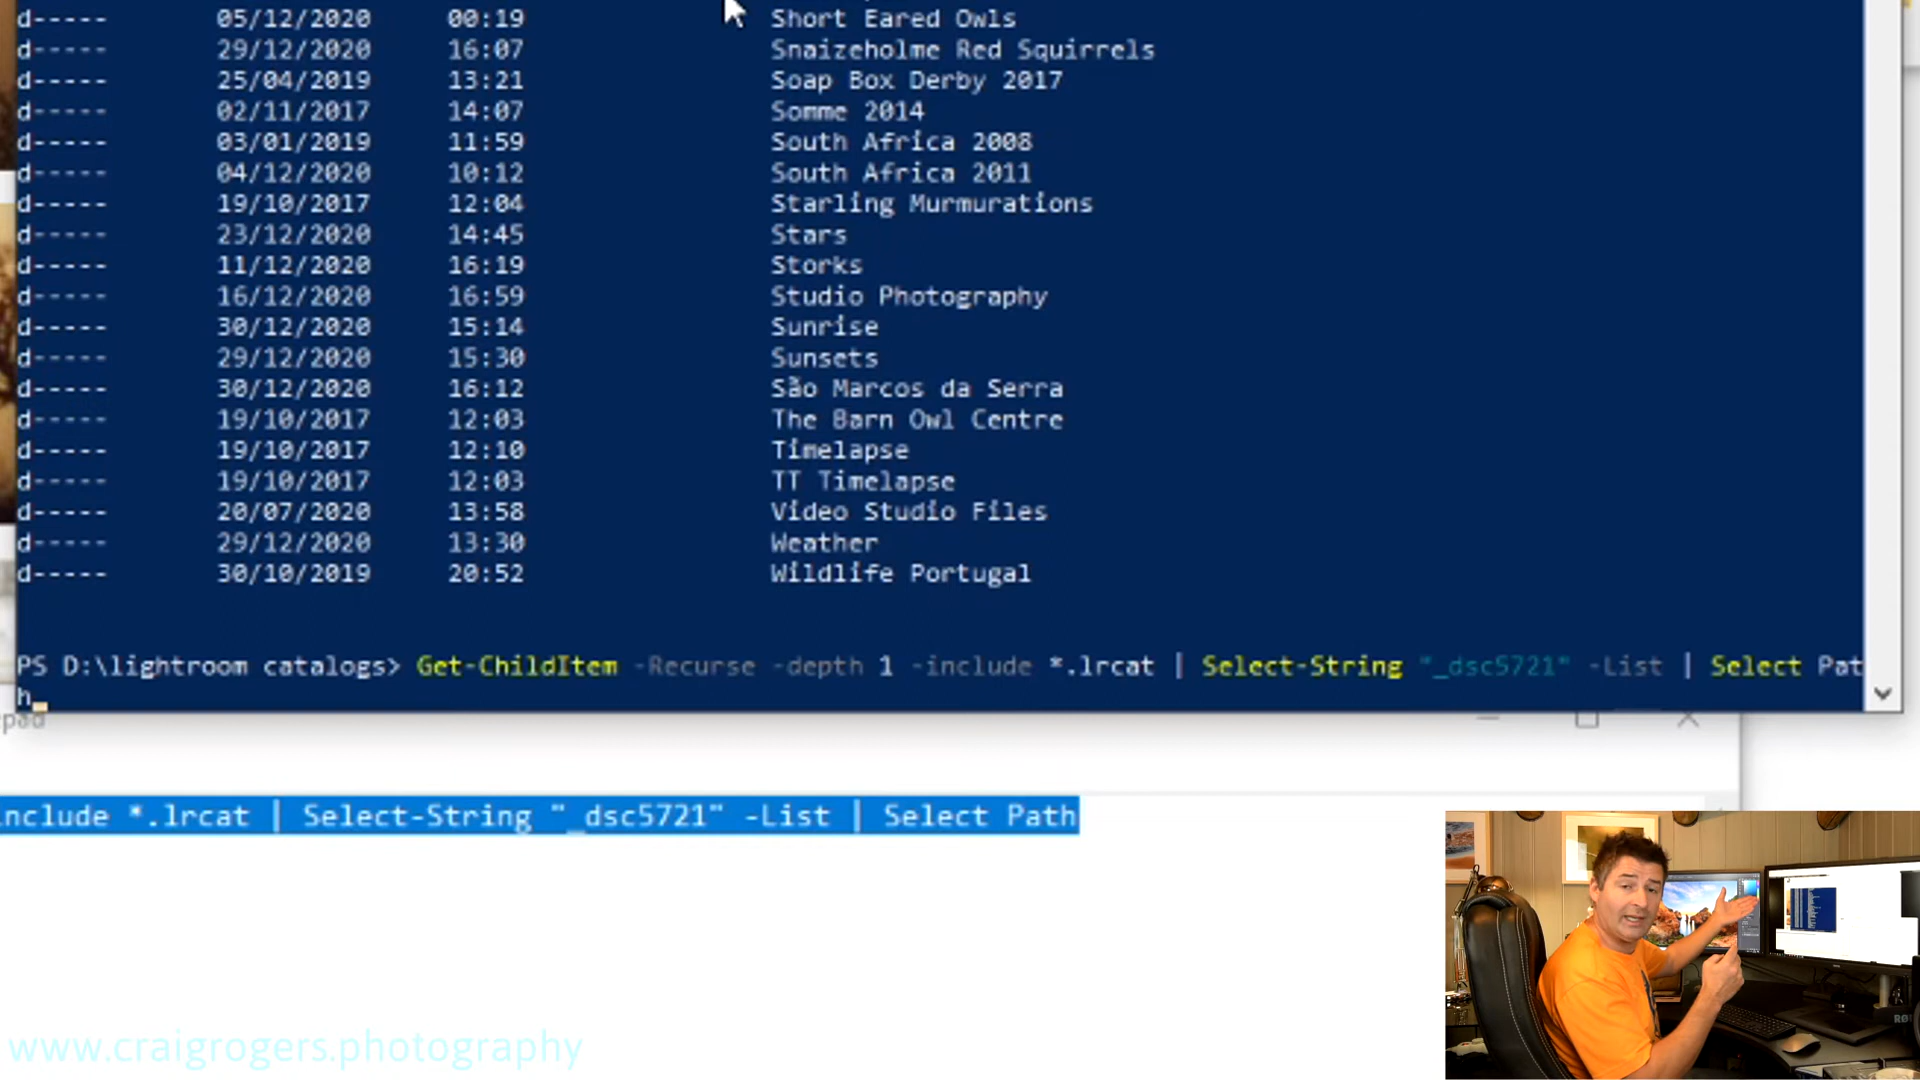 d----- 05/12/2020 00:19 Short Eared Owls
d----- 29/12/2020 16:07 Snaizeholme Red Squirrels
d----- 25/04/2019 13:21 Soap Box Derby 2017
d----- 02/11/2017 14:07 Somme 2014
d----- 03/01/2019 11:59 South Africa 2008
d----- 04/12/2020 10:12 South Africa 2011
d----- 19/10/2017 12:04 Starling Murmurations
d----- 23/12/2020 14:45 Stars
d----- 11/12/2020 16:19 Storks
d----- 16/12/2020 16:59 Studio Photography
d----- 30/12/2020 15:14 Sunrise
d----- 29/12/2020 15:30 Sunsets
d----- 30/12/2020 16:12 São Marcos da Serra
d----- 19/10/2017 12:03 The Barn Owl Centre
d----- 19/10/2017 12:10 Timelapse
d----- 19/10/2017 12:03 TT Timelapse
d----- 20/07/2020 13:58 Video Studio Files
d----- 29/12/2020 13:30 Weather
d----- 30/10/2019 20:52 Wildlife Portugal
PS D:\lightroom catalogs> Get-ChildItem -Recurse -depth 1 -include *.lrcat | Select-String "_dsc5721" -List | Select Pat
h
pad
include *.lrcat | Select-String "_dsc5721" -List | Select Path
www.craigrogers.photography